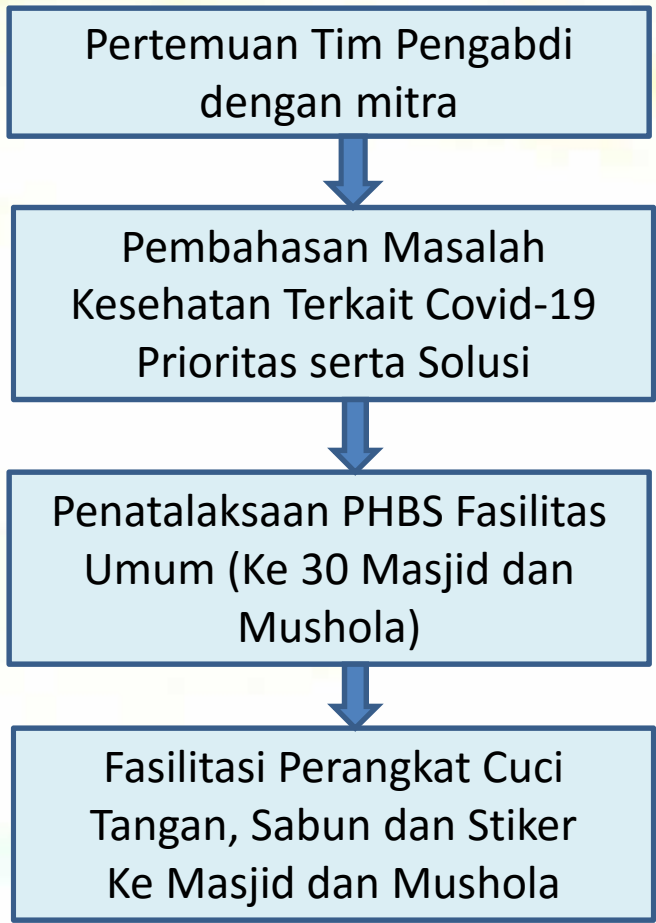 Pertemuan Tim Pengabdi
dengan mitra
Pembahasan Masalah
Kesehatan Terkait Covid-19
Prioritas serta Solusi
Penatalaksaan PHBS Fasilitas
Umum (Ke 30 Masjid dan
Mushola)
Fasilitasi Perangkat Cuci
Tangan, Sabun dan Stiker
Ke Masjid dan Mushola